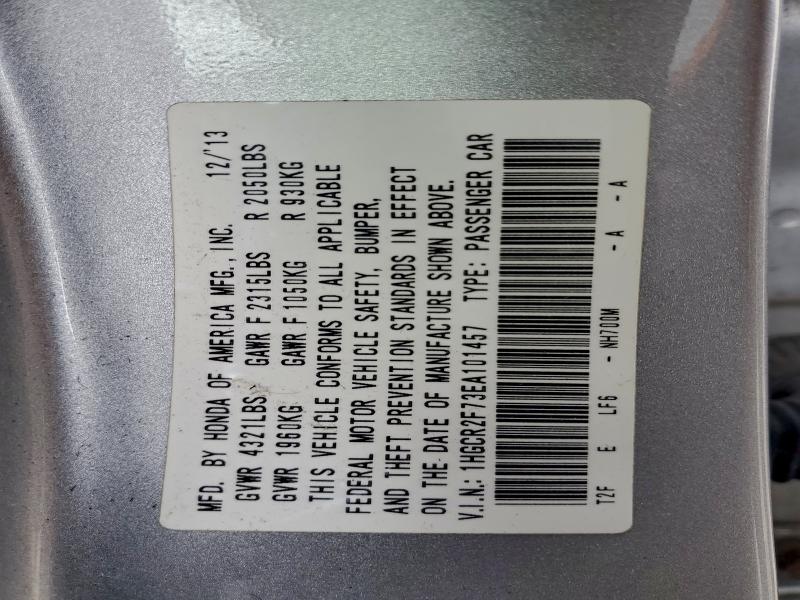 MFD. BY HONDA OF AMERICA MFG., INC. 12/'13
GVWR 4321LBS GAWR F 2315LBS R 2050LBS
GVWR 1960KG GAWR F 1050KG R 930KG
THIS VEHICLE CONFORMS TO ALL APPLICABLE
FEDERAL MOTOR VEHICLE SAFETY, BUMPER,
AND THEFT PREVENTION STANDARDS IN EFFECT
ON THE DATE OF MANUFACTURE SHOWN ABOVE.
V.I.N.: 1HGCR2F73EA101457 TYPE: PASSENGER CAR
T2F E LF6 - NH700M - A - A